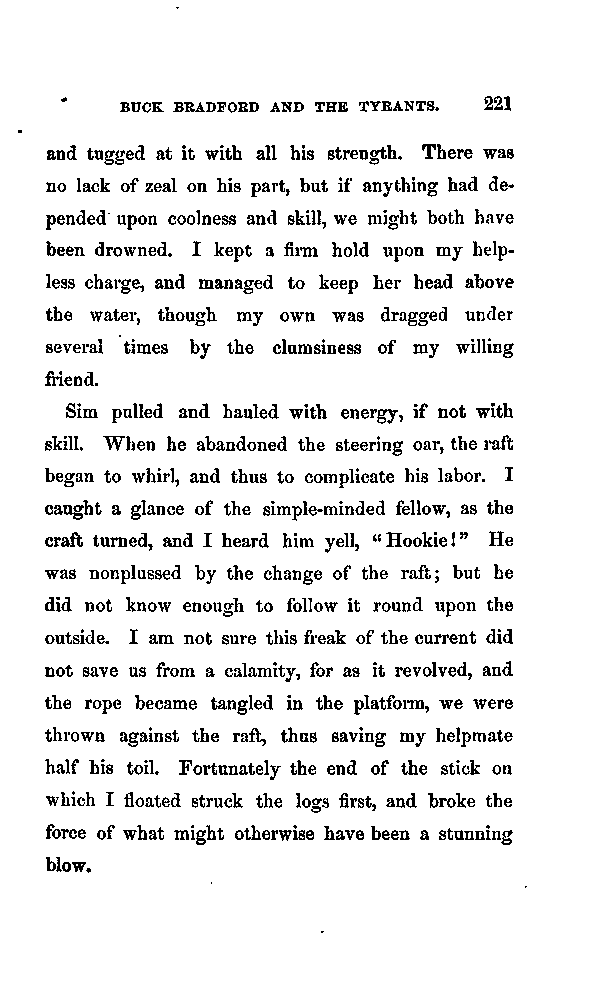 BUCK BRADFORD AND THE TYRANTS. 221
and tugged at it with all his strength. There was
no lack of zeal on his part, but if anything had de-
pended upon coolness and skill, we might both have
been drowned. I kept a firm hold upon my help-
less charge, and managed to keep her head above
the water, though my own was dragged under
several times by the clumsiness of my willing
friend.
Sim pulled and hauled with energy, if not with
skill. When he abandoned the steering oar, the raft
began to whirl, and thus to complicate his labor. I
caught a glance of the simple-minded fellow, as the
craft turned, and I heard him yell, "Hookie!" He
was nonplussed by the change of the raft; but he
did not know enough to follow it round upon the
outside. I am not sure this freak of the current did
not save us from a calamity, for as it revolved, and
the rope became tangled in the platform, we were
thrown against the raft, thus saving my helpmate
half his toil. Fortunately the end of the stick on
which I floated struck the logs first, and broke the
force of what might otherwise have been a stunning
blow.